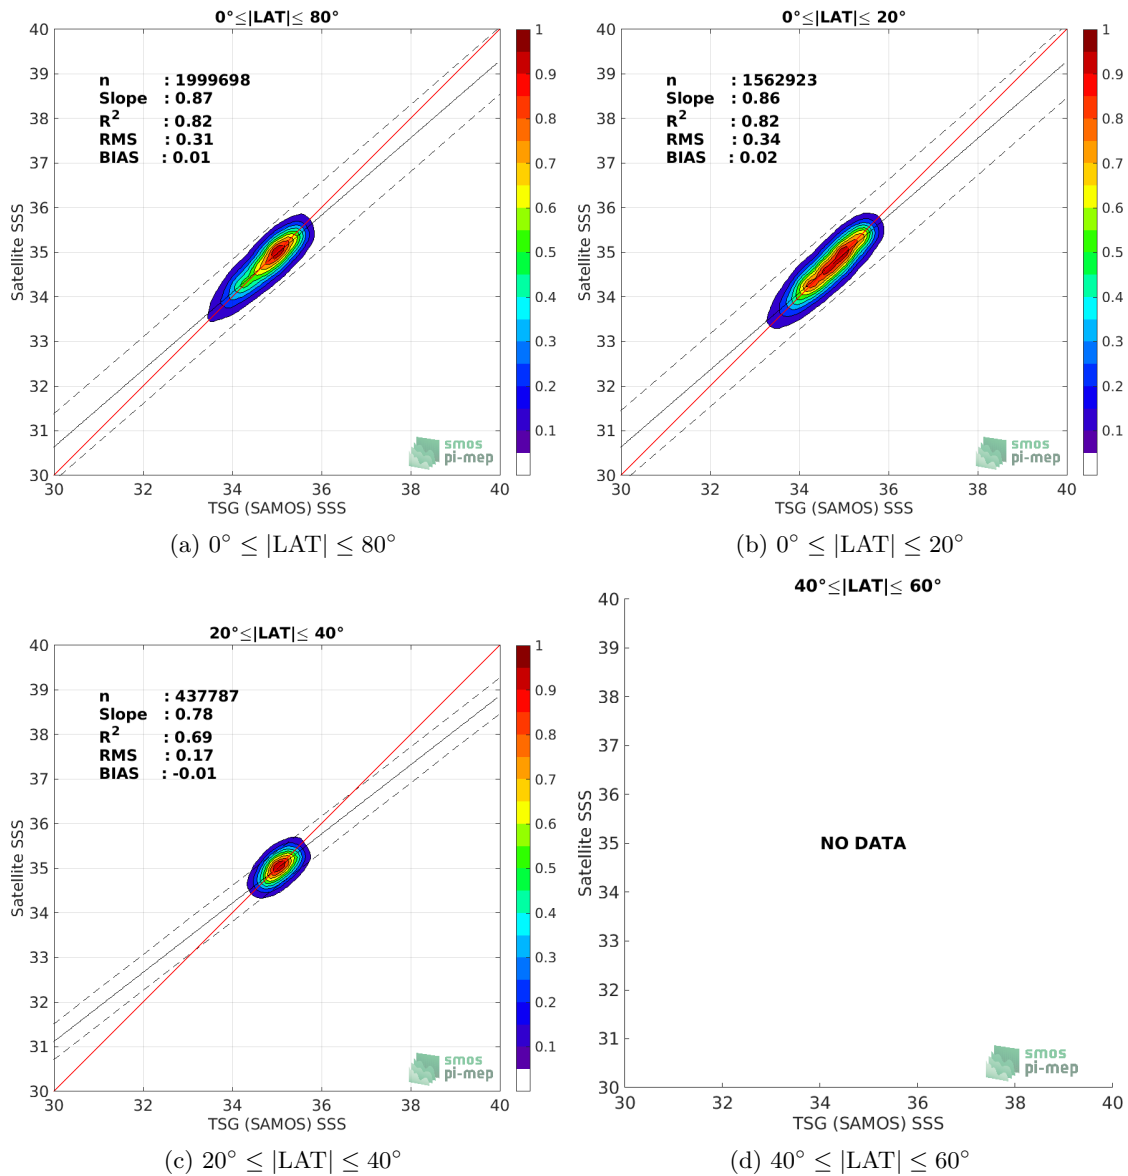 0°≤|LAT|≤ 80°
40
39
38
37
36
35
34
33
32
31
30
n : 1999698
Slope : 0.87
R2 : 0.82
RMS : 0.31
BIAS : 0.01
1
0.9
0.8
0.7
0.6
0.5
0.4
0.3
0.2
0.1
Satellite SSS
smos
pi-mep
30 32 34 36 38 40
TSG (SAMOS) SSS
(a) 0° ≤ |LAT| ≤ 80°
0°≤|LAT|≤ 20°
40
39
38
37
36
35
34
33
32
31
30
n : 1562923
Slope : 0.86
R2 : 0.82
RMS : 0.34
BIAS : 0.02
1
0.9
0.8
0.7
0.6
0.5
0.4
0.3
0.2
0.1
Satellite SSS
smos
pi-mep
30 32 34 36 38 40
TSG (SAMOS) SSS
(b) 0° ≤ |LAT| ≤ 20°
20°≤|LAT|≤ 40°
40
39
38
37
36
35
34
33
32
31
30
n : 437787
Slope : 0.78
R2 : 0.69
RMS : 0.17
BIAS : -0.01
1
0.9
0.8
0.7
0.6
0.5
0.4
0.3
0.2
0.1
Satellite SSS
smos
pi-mep
30 32 34 36 38 40
TSG (SAMOS) SSS
(c) 20° ≤ |LAT| ≤ 40°
40°≤|LAT|≤ 60°
40
39
38
37
36
35
34
33
32
31
30
NO DATA
Satellite SSS
smos
pi-mep
30 32 34 36 38 40
TSG (SAMOS) SSS
(d) 40° ≤ |LAT| ≤ 60°